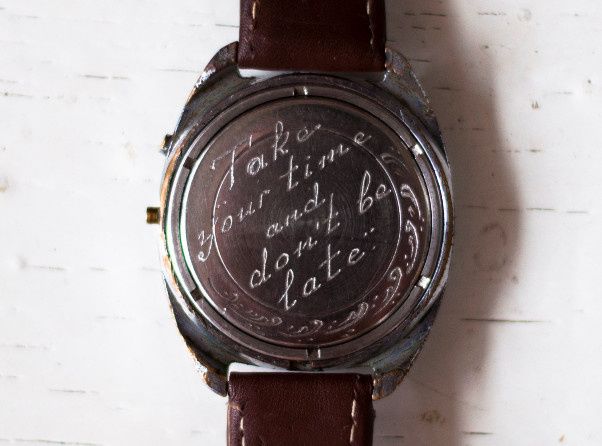 Take
your time
and
don't be
late..